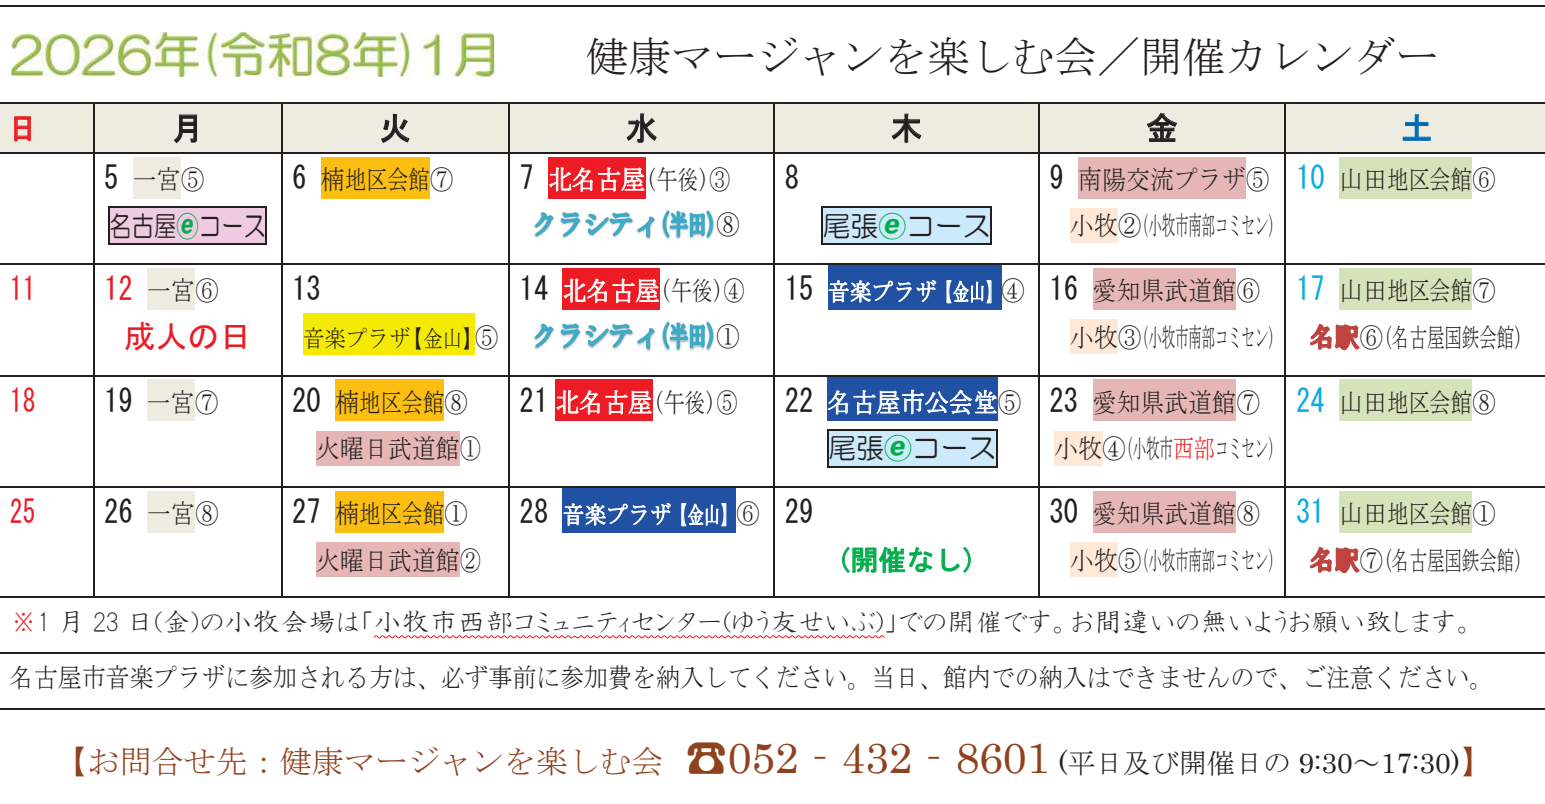 2026年(令和8年)1月 健康マージャンを楽しむ会／開催カレンダー
日 月 火 水 木 金 土
5 一宮⑤ 6 楠地区会館⑦ 7 北名古屋(午後)③ 8 9 南陽交流プラザ⑤ 10 山田地区会館⑥
名古屋ⓔコース クラシティ(半田)⑧ 尾張ⓔコース 小牧②(小牧市南部コミセン)
11 12 一宮⑥ 13 14 北名古屋(午後)④ 15 音楽プラザ【金山】④ 16 愛知県武道館⑥ 17 山田地区会館⑦
成人の日 音楽プラザ【金山】⑤ クラシティ(半田)① 小牧③(小牧市南部コミセン) 名駅⑥(名古屋国鉄会館)
18 19 一宮⑦ 20 楠地区会館⑧ 21 北名古屋(午後)⑤ 22 名古屋市公会堂⑤ 23 愛知県武道館⑦ 24 山田地区会館⑧
火曜日武道館① 尾張ⓔコース 小牧④(小牧市西部コミセン)
25 26 一宮⑧ 27 楠地区会館① 28 音楽プラザ【金山】⑥ 29 30 愛知県武道館⑧ 31 山田地区会館①
火曜日武道館② (開催なし) 小牧⑤(小牧市南部コミセン) 名駅⑦(名古屋国鉄会館)
※1月23日(金)の小牧会場は｢小牧市西部コミュニティセンター(ゆう友せいぶ)｣での開催です。お間違いの無いようお願い致します。
名古屋市音楽プラザに参加される方は、必ず事前に参加費を納入してください。当日、館内での納入はできませんので、ご注意ください。
【お問合せ先：健康マージャンを楽しむ会 ☎052‐432‐8601(平日及び開催日の 9:30～17:30)】